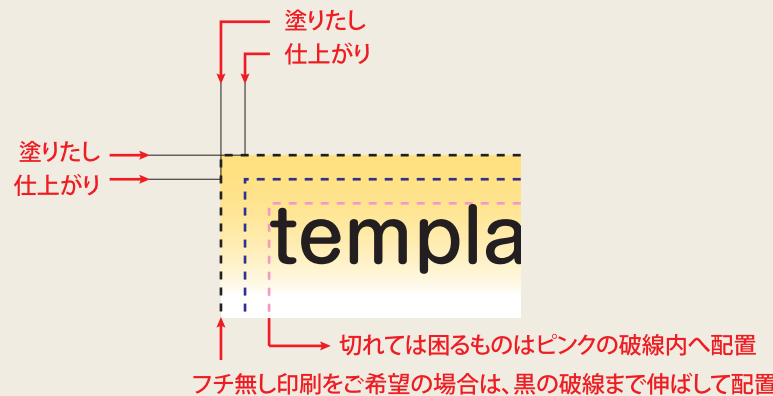 塗りたし
仕上がり
塗りたし
仕上がり
templa
切れては困るものはピンクの破線内へ配置
フチ無し印刷をご希望の場合は、黒の破線まで伸ばして配置